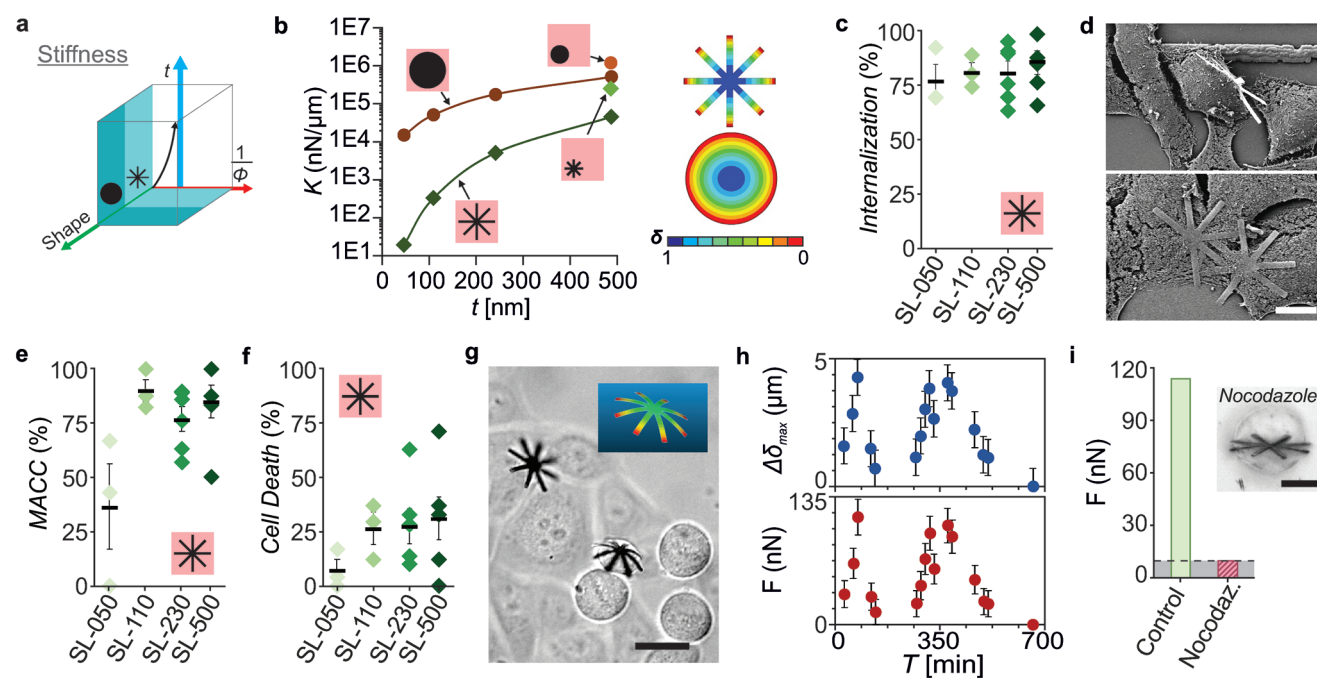 a
Stiffness
t
1
Φ
Shape
b
K (nN/μm)
1E7
1E6
1E5
1E4
1E3
1E2
1E1
0 100 200 300 400 500
t [nm]
δ
1 0
c
Internalization (%)
100
75
50
25
0
SL-050
SL-110
SL-230
SL-500
d
e
MACC (%)
100
75
50
25
0
SL-050
SL-110
SL-230
SL-500
f
Cell Death (%)
100
75
50
25
0
SL-050
SL-110
SL-230
SL-500
g
h
Δδmax (μm)
5
0
F (nN)
135
0
0 350 700
T [min]
i
F (nN)
120
90
60
30
0
Control
Nocodaz.
Nocodazole